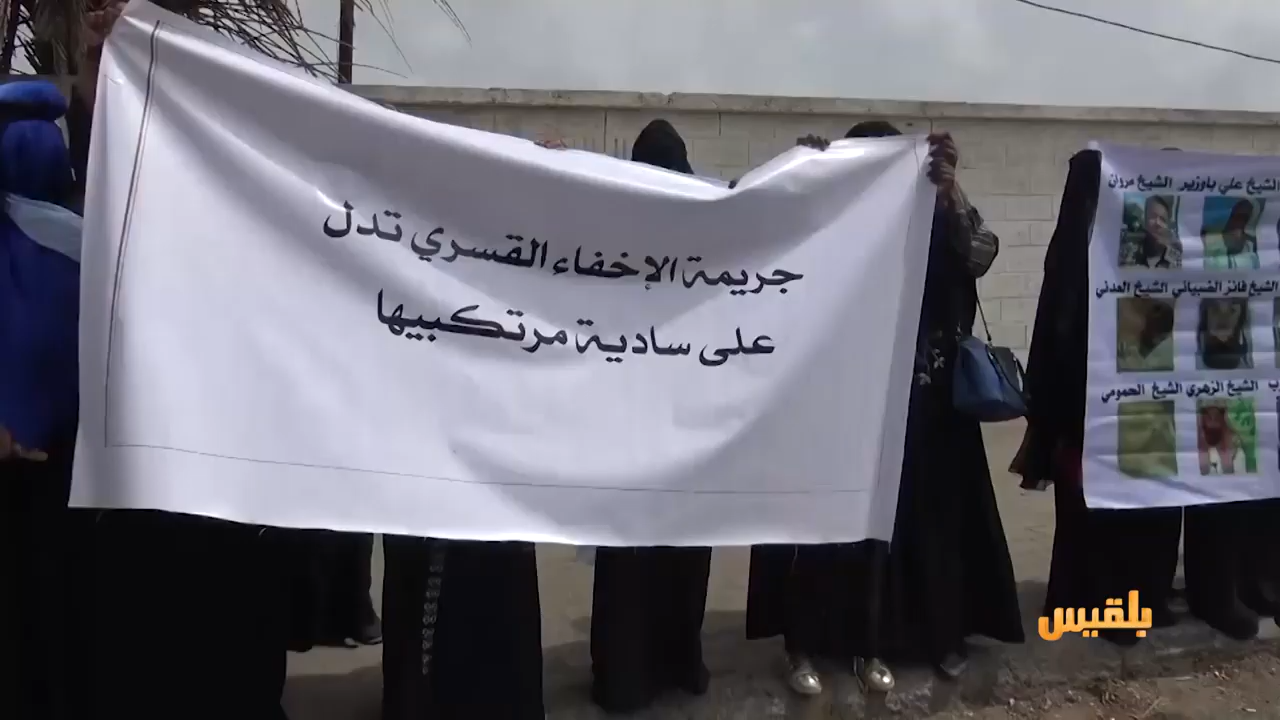 جريمة الإخفاء القسري تدل
على سادية مرتكبيها
الشيخ علي باوزير الشيخ مروان
الشيخ فائز الضبياني الشيخ العدني
الشيخ الزهري الشيخ الحمومي
بلقيس